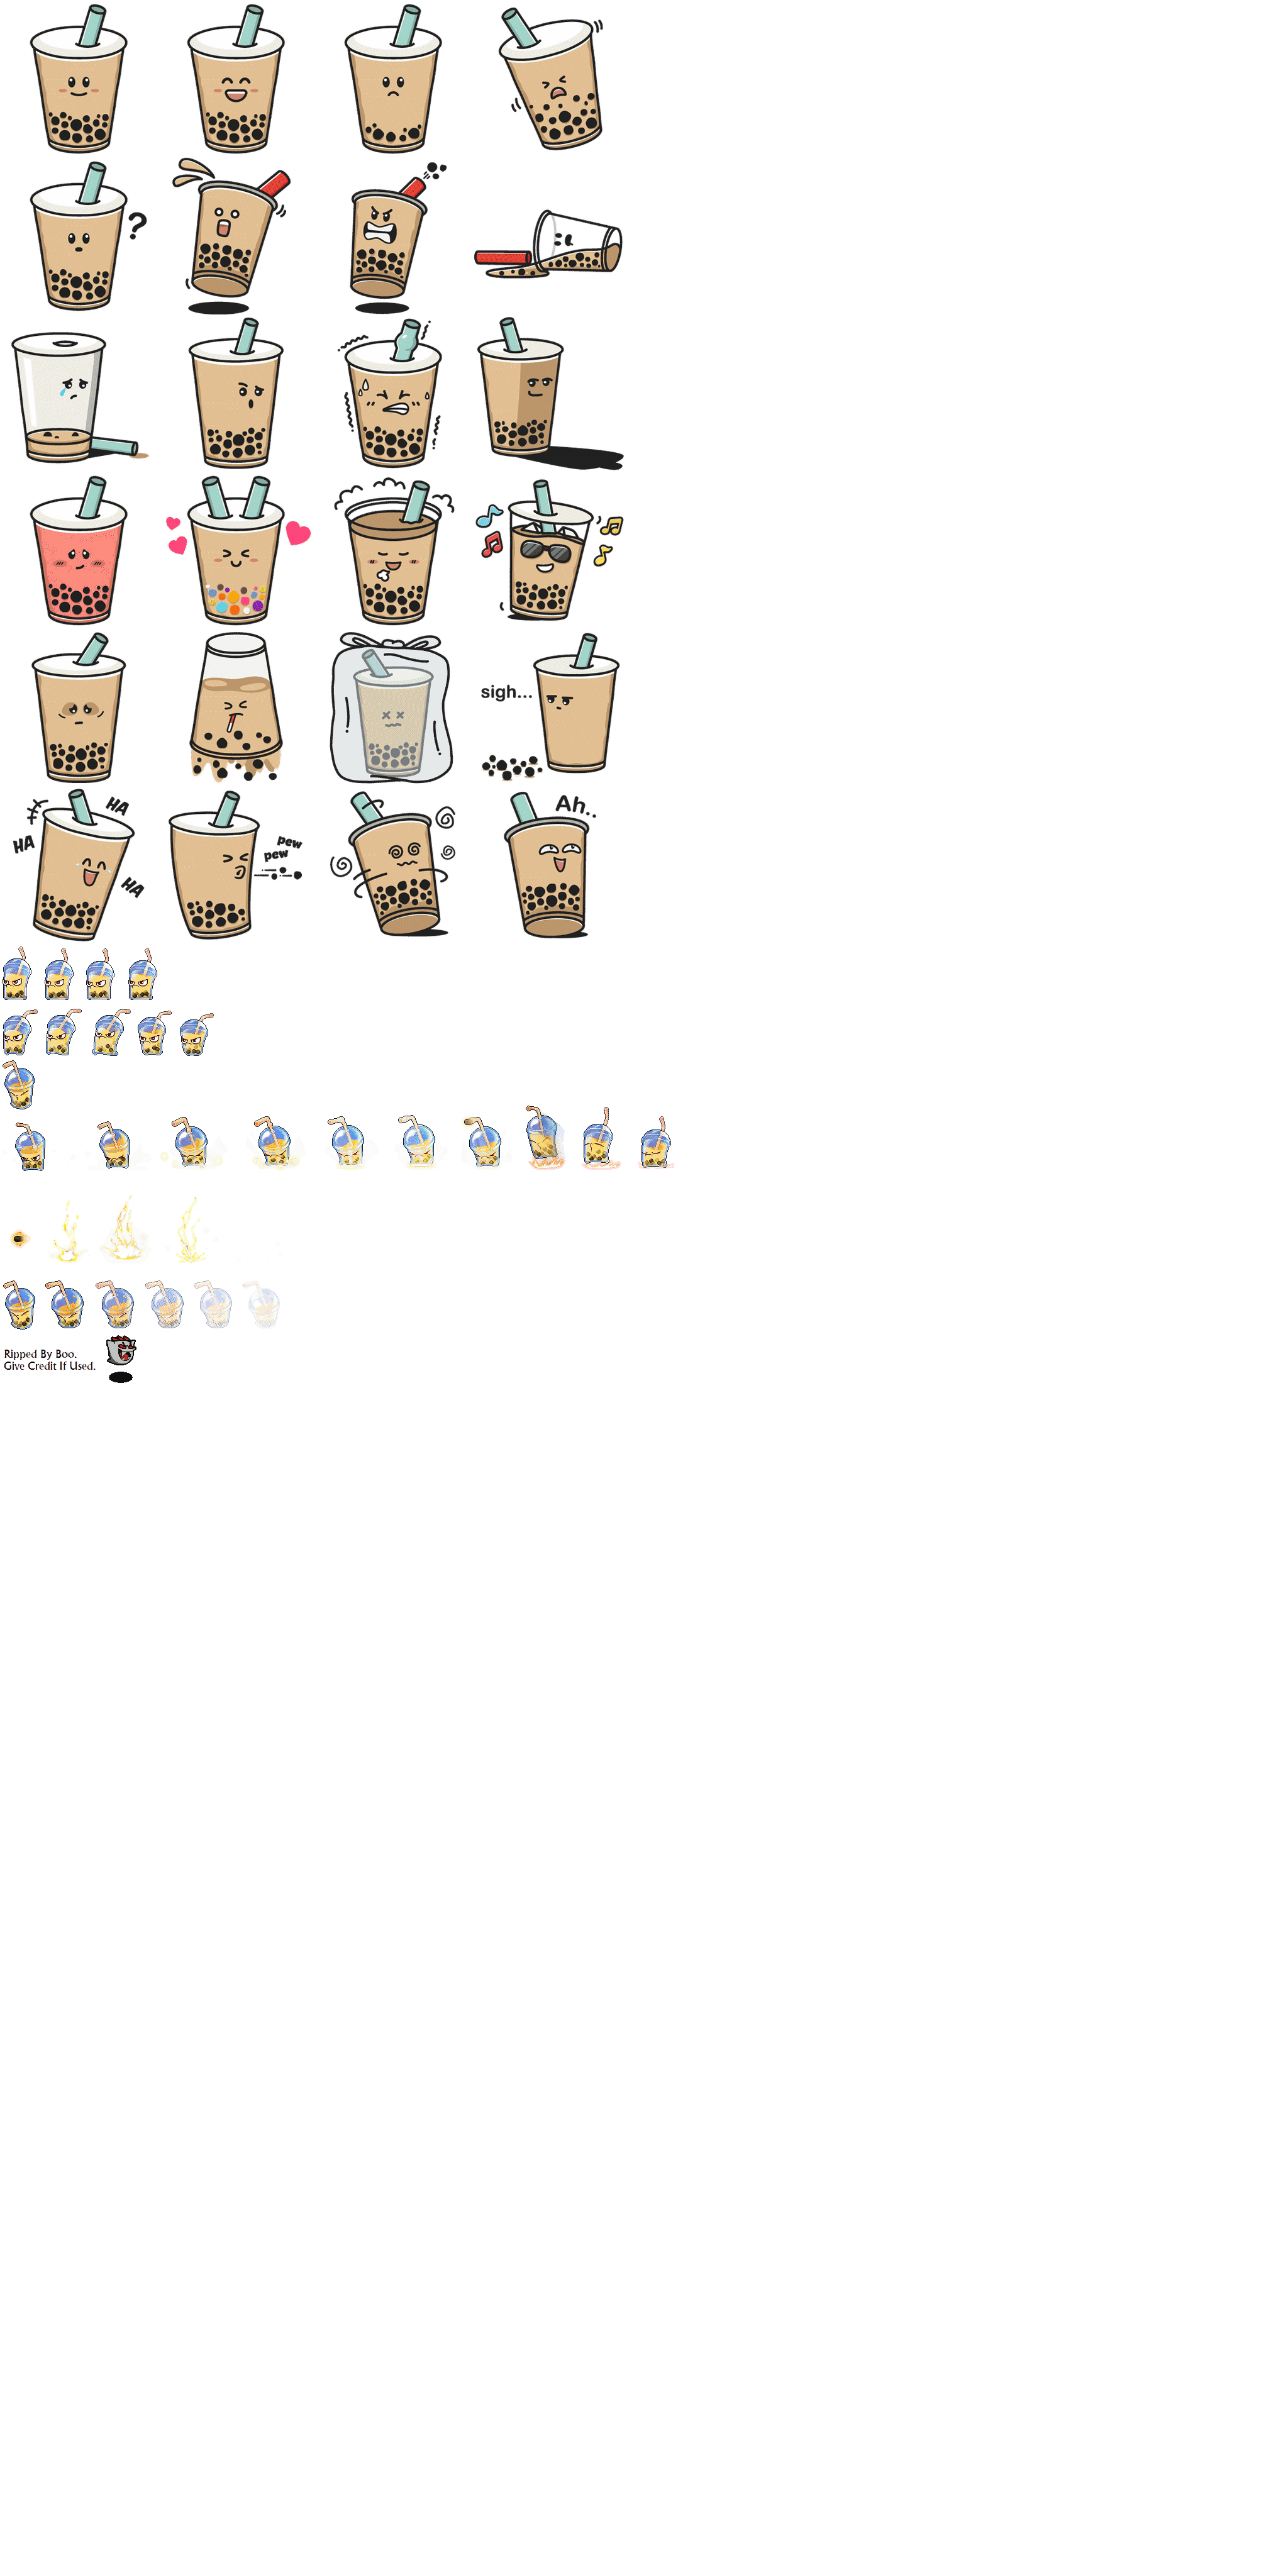 ?
sigh...
HA
HA
HA
pew
pew
Ah..
Ripped By Boo.
Give Credit If Used.